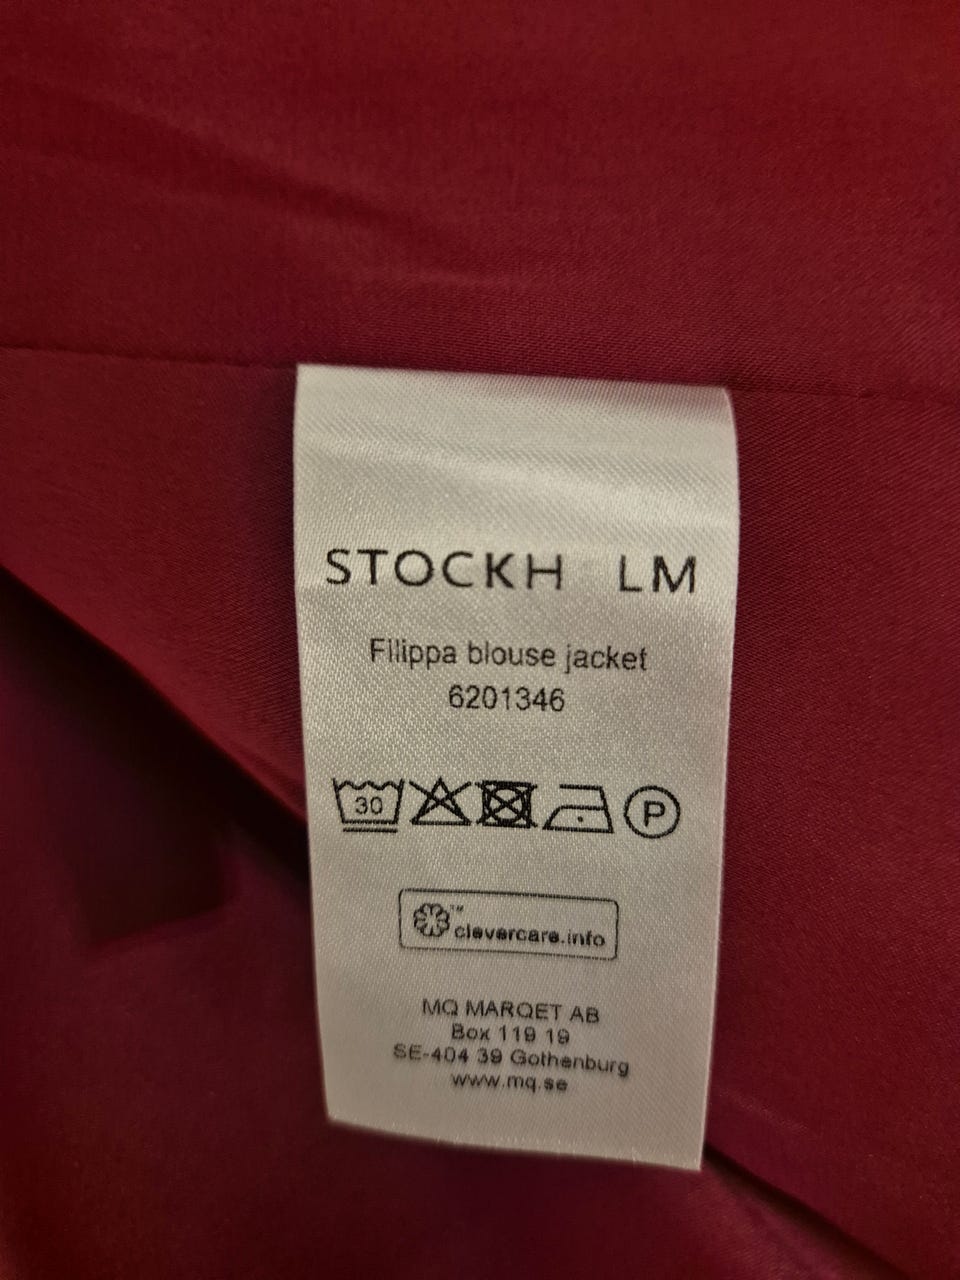 STOCKH LM
Filippa blouse jacket
6201346
30
P
™
clevercare.info
MQ MARQET AB
Box 119 19
SE-404 39 Gothenburg
www.mq.se